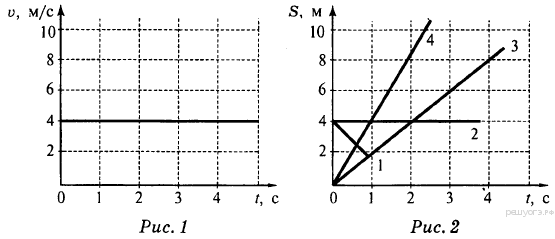 υ, м/с
10
8
6
4
2
0 1 2 3 4 5 t, с
Рис. 1
S, м
10
8
6
4
2
0 1 2 3 4 t, с
4
3
2
1
Рис. 2
решуогэ.рф